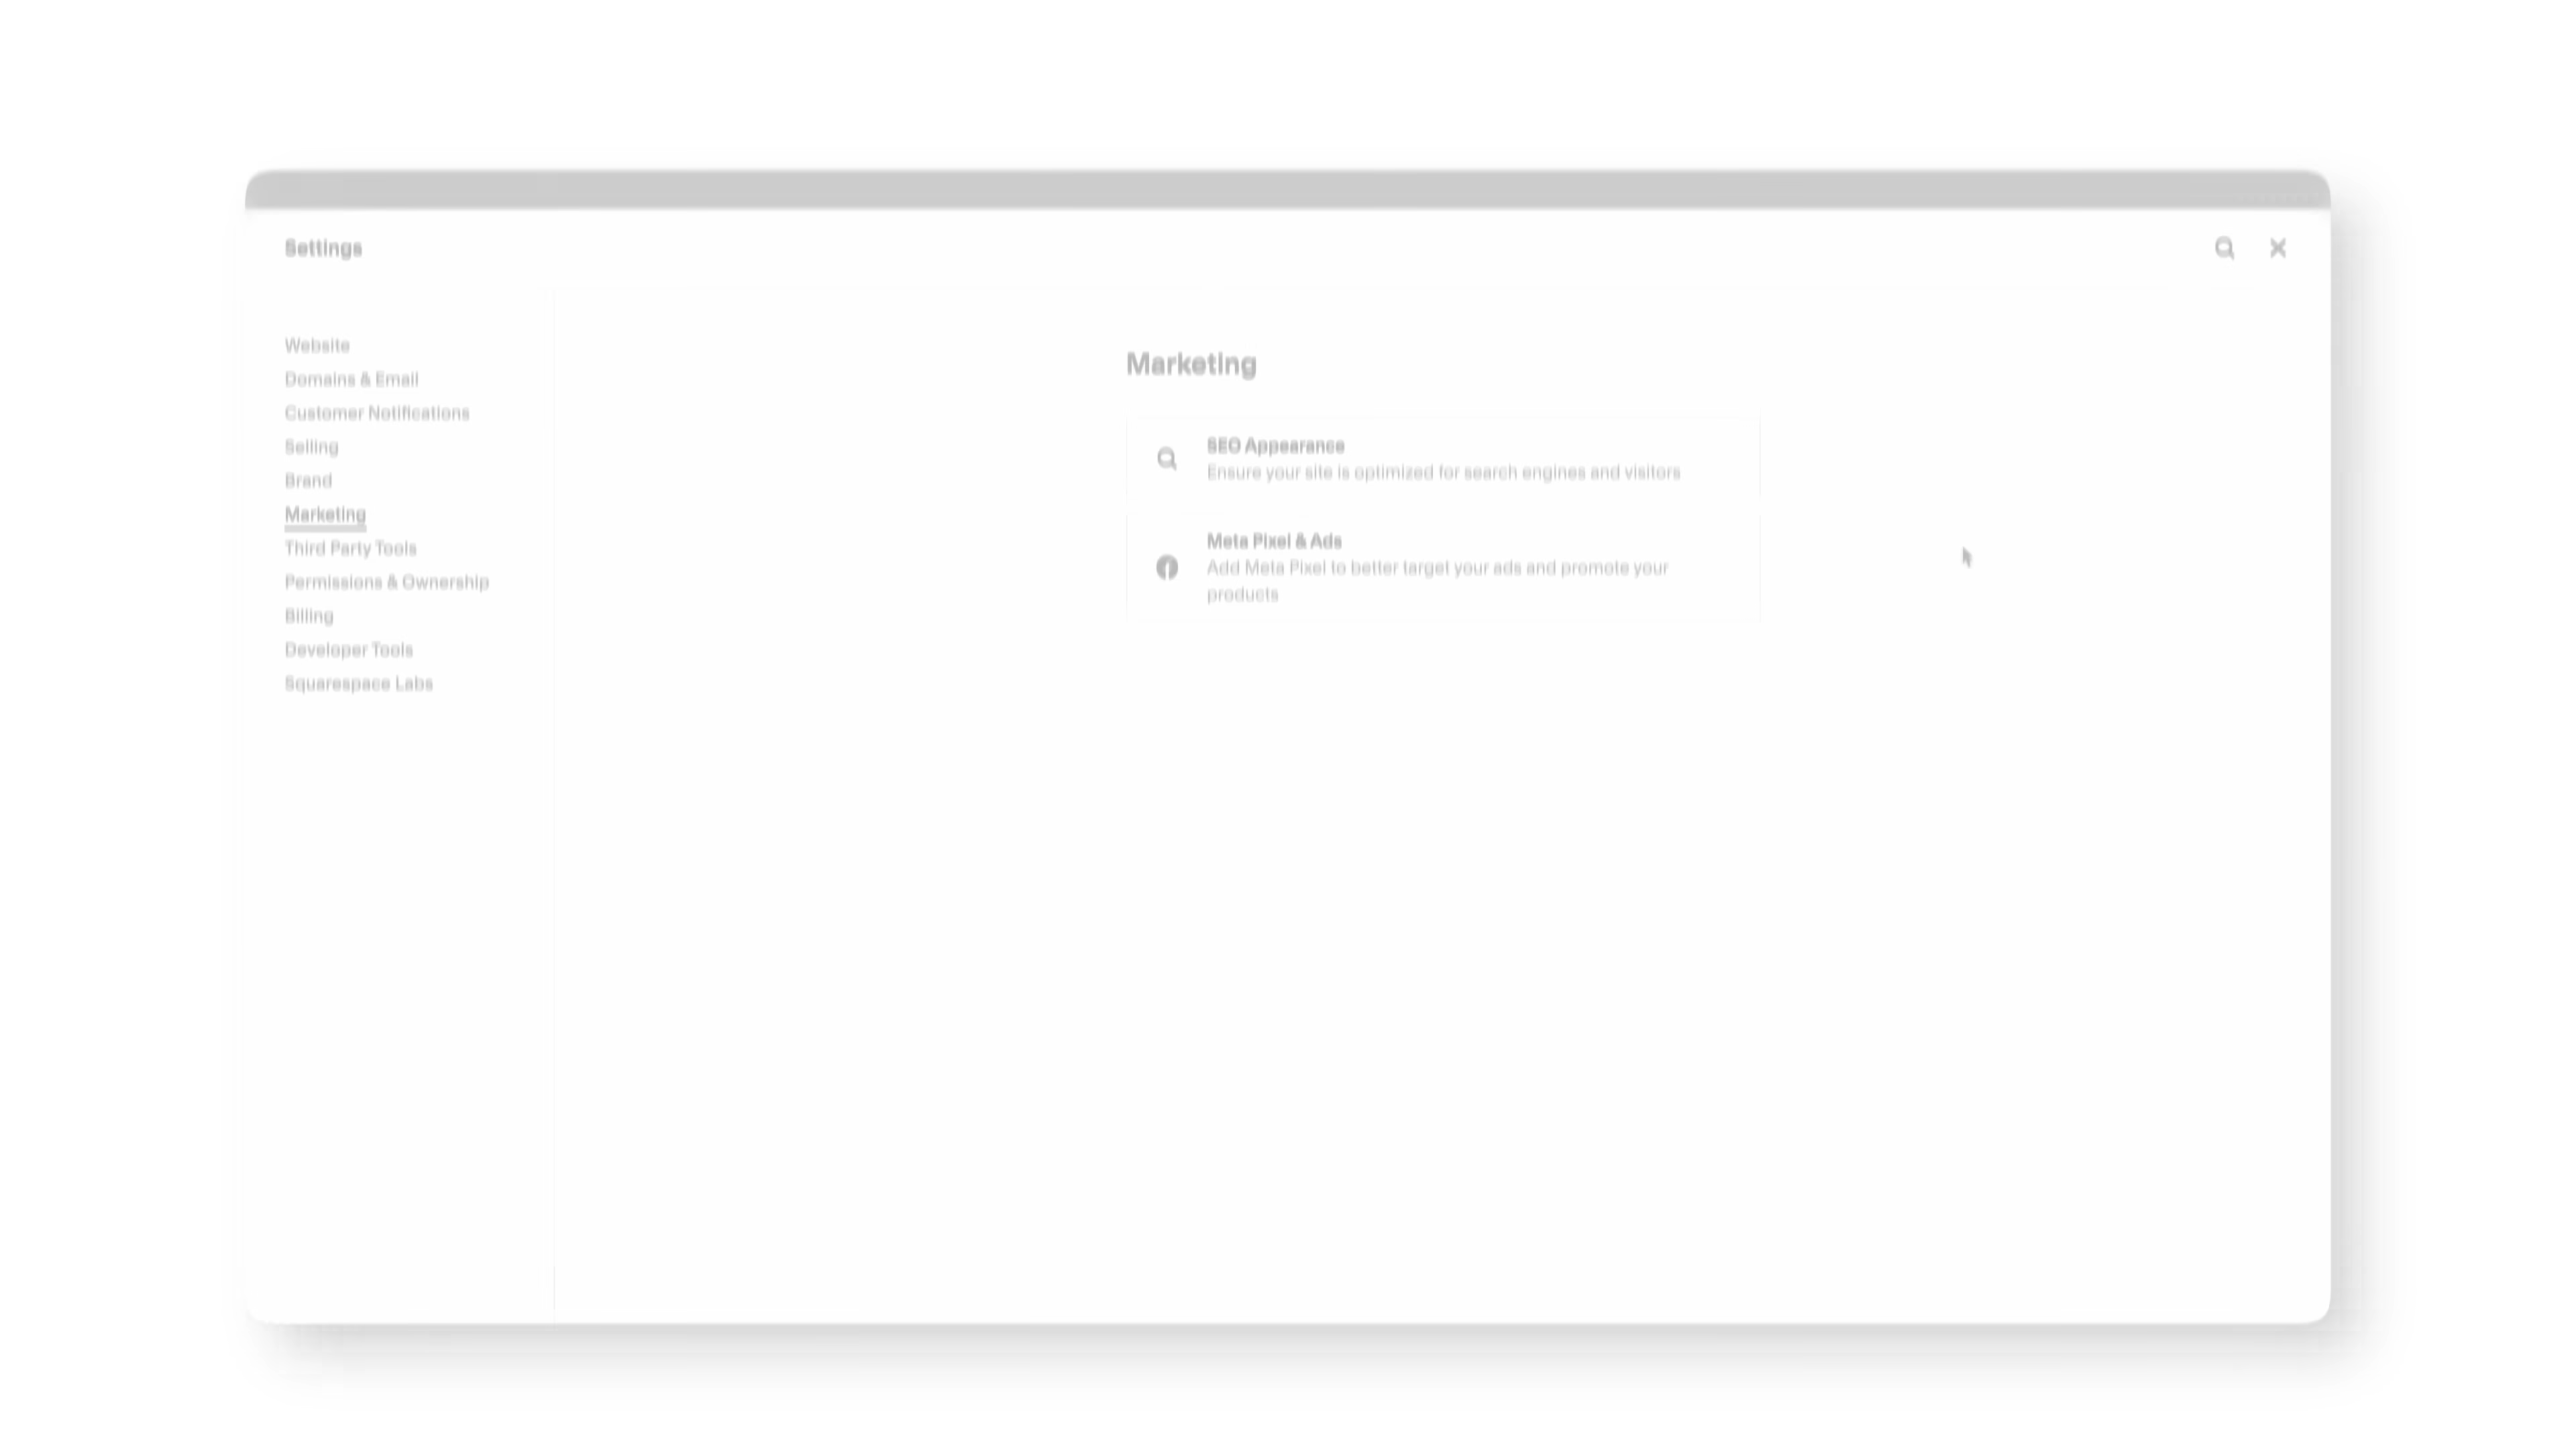 Settings
Website
Domains & Email
Customer Notifications
Selling
Brand
Marketing
Third Party Tools
Permissions & Ownership
Billing
Developer Tools
Squarespace Labs
Marketing
SEO Appearance
Ensure your site is optimized for search engines and visitors
Meta Pixel & Ads
Add Meta Pixel to better target your ads and promote your
products